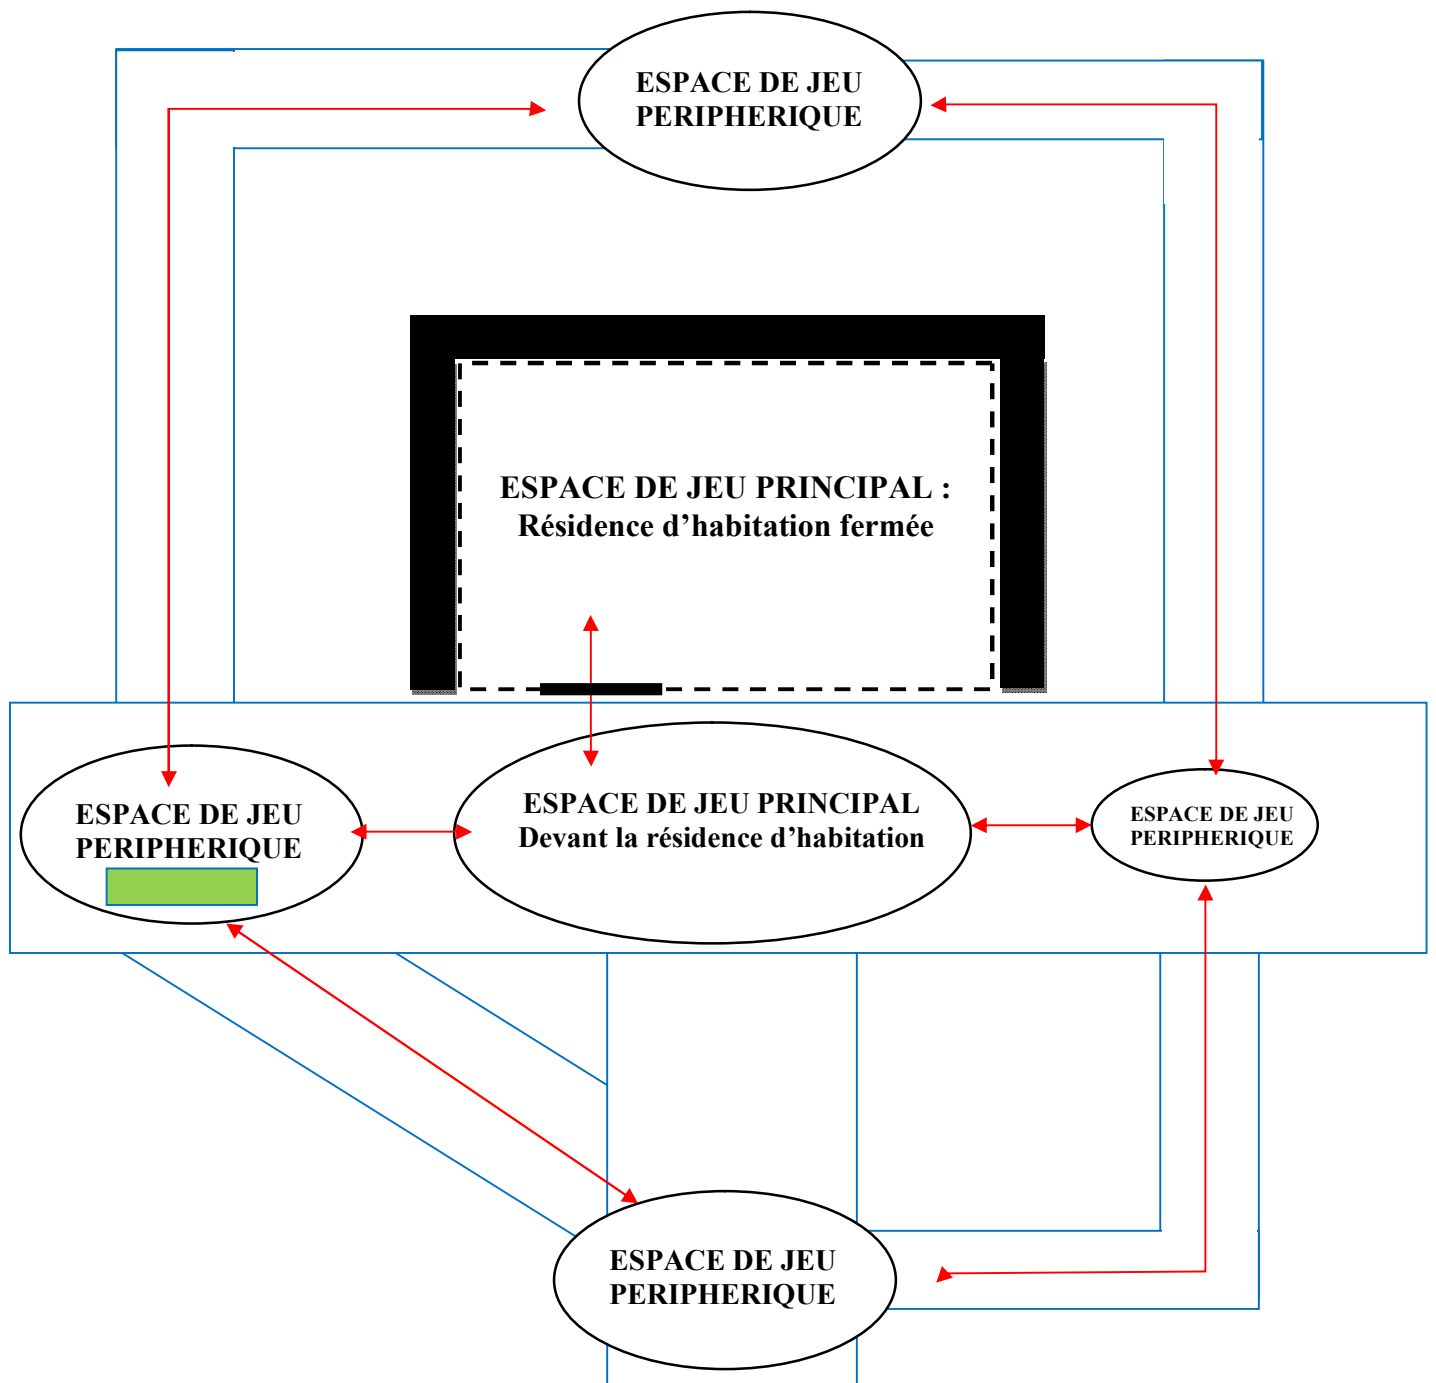 ESPACE DE JEU
PERIPHERIQUE
ESPACE DE JEU PRINCIPAL :
Résidence d’habitation fermée
ESPACE DE JEU
PERIPHERIQUE
ESPACE DE JEU PRINCIPAL
Devant la résidence d’habitation
ESPACE DE JEU
PERIPHERIQUE
ESPACE DE JEU
PERIPHERIQUE